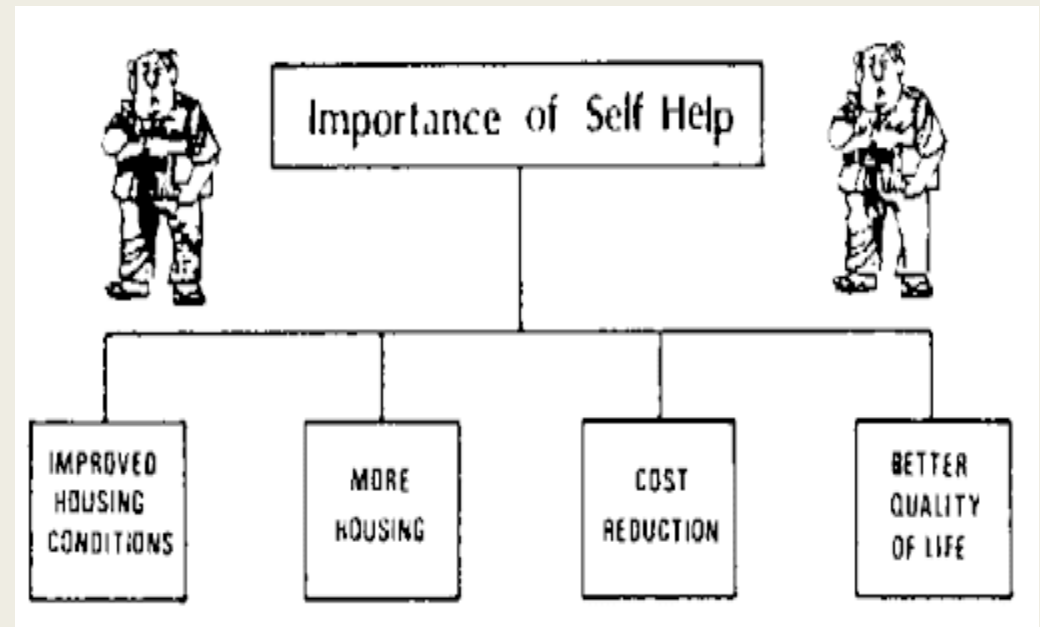 Importance of Self Help
IMPROVED
HOUSING
CONDITIONS
MORE
HOUSING
COST
REDUCTION
BETTER
QUALITY
OF LIFE